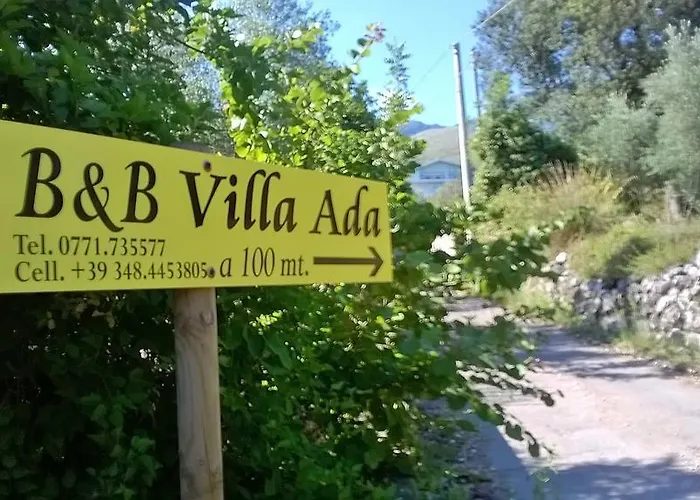 B&B Villa Ada
Tel. 0771.735577
Cell. +39 348.4453805. a 100 mt.